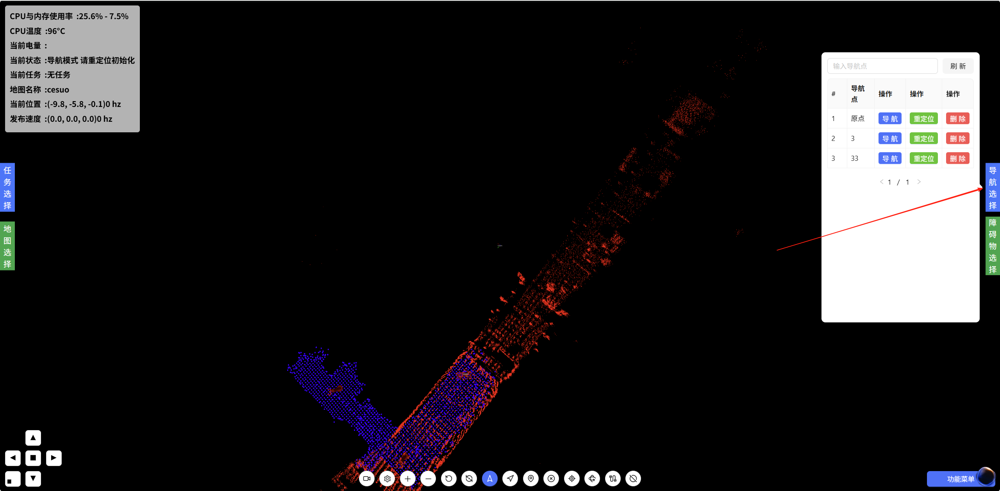 CPU与内存使用率 :25.6% - 7.5%
CPU温度 :96°C
当前电量 :
当前状态 :导航模式 请重定位初始化
当前任务 :无任务
地图名称 :cesuo
当前位置 :(-9.8, -5.8, -0.1)0 hz
发布速度 :(0.0, 0.0, 0.0)0 hz
任务选择
地图选择
输入导航点 刷 新
# 导航点 操作 操作 操作
1 原点 导 航 重定位 删 除
2 3 导 航 重定位 删 除
3 33 导 航 重定位 删 除
< 1 / 1 >
导航选择
障碍物选择
原点
3
33
功能菜单